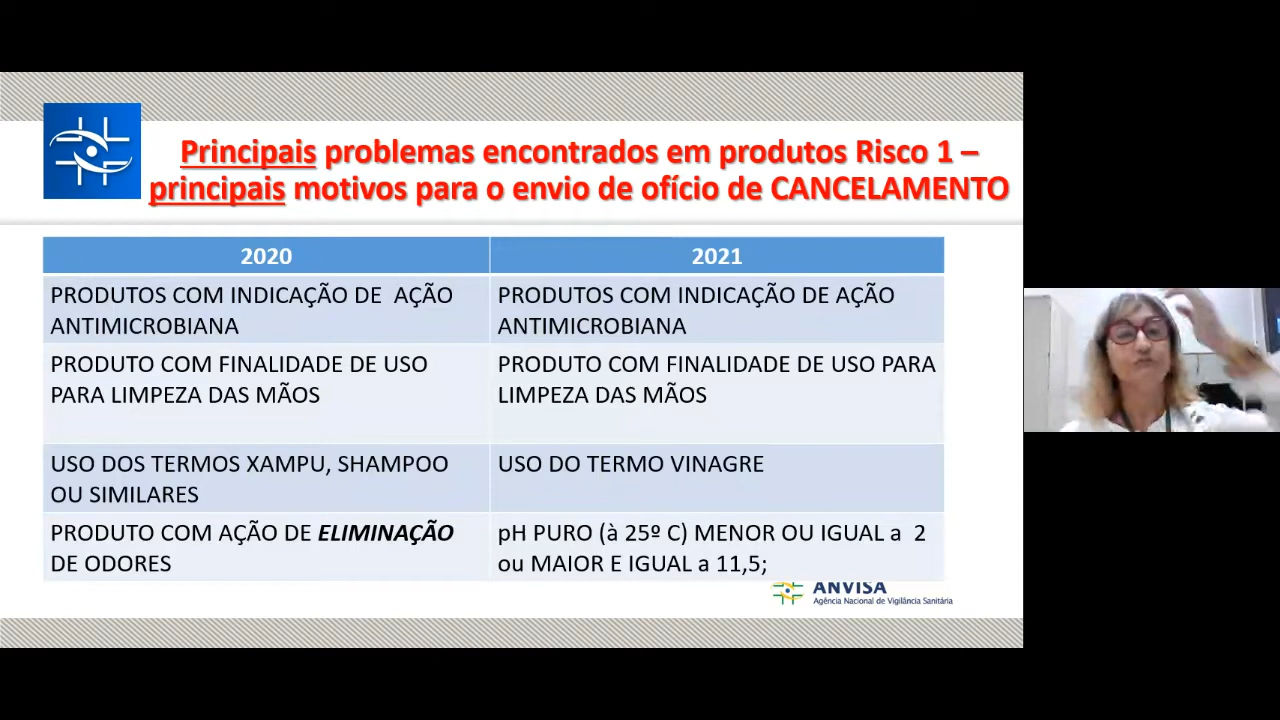 Principais problemas encontrados em produtos Risco 1 –
principais motivos para o envio de ofício de CANCELAMENTO
2020
2021
PRODUTOS COM INDICAÇÃO DE AÇÃO
ANTIMICROBIANA
PRODUTOS COM INDICAÇÃO DE AÇÃO
ANTIMICROBIANA
PRODUTO COM FINALIDADE DE USO
PARA LIMPEZA DAS MÃOS
PRODUTO COM FINALIDADE DE USO PARA
LIMPEZA DAS MÃOS
USO DOS TERMOS XAMPU, SHAMPOO
OU SIMILARES
USO DO TERMO VINAGRE
PRODUTO COM AÇÃO DE ELIMINAÇÃO
DE ODORES
pH PURO (à 25º C) MENOR OU IGUAL a 2
ou MAIOR E IGUAL a 11,5;
ANVISA
Agência Nacional de Vigilância Sanitária